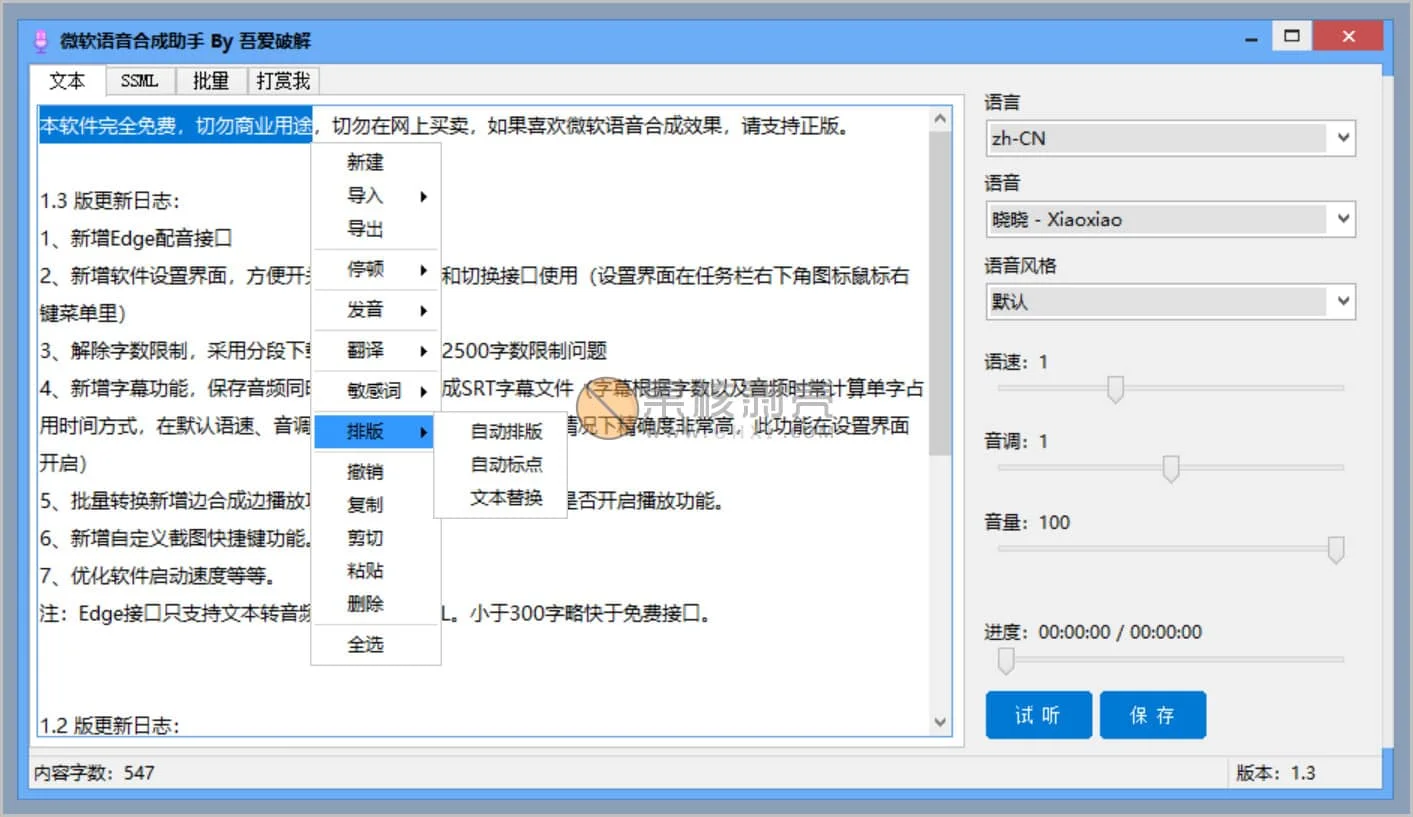 微软语音合成助手 By 吾爱破解
文本 SSML 批量 打赏我
本软件完全免费，切勿商业用途，切勿在网上买卖，如果喜欢微软语音合成效果，请支持正版。
1.3 版更新日志：
1、新增Edge配音接口
2、新增软件设置界面，方便开 和切换接口使用（设置界面在任务栏右下角图标鼠标右
键菜单里）
3、解除字数限制，采用分段下 2500字数限制问题
4、新增字幕功能，保存音频同 成SRT字幕文件（字幕根据字数以及音频时常计算单字占
用时间方式，在默认语速、音调 情况下精确度非常高，此功能在设置界面
开启）
5、批量转换新增边合成边播放 是否开启播放功能。
6、新增自定义截图快捷键功能。
7、优化软件启动速度等等。
注：Edge接口只支持文本转音频 L。小于300字略快于免费接口。
1.2 版更新日志：
新建
导入
导出
停顿
发音
翻译
敏感词
排版
撤销
复制
剪切
粘贴
删除
全选
自动排版
自动标点
文本替换
语言
zh-CN
语音
晓晓 - Xiaoxiao
语音风格
默认
语速：1
音调：1
音量：100
进度：00:00:00 / 00:00:00
试 听 保 存
内容字数：547
版本：1.3